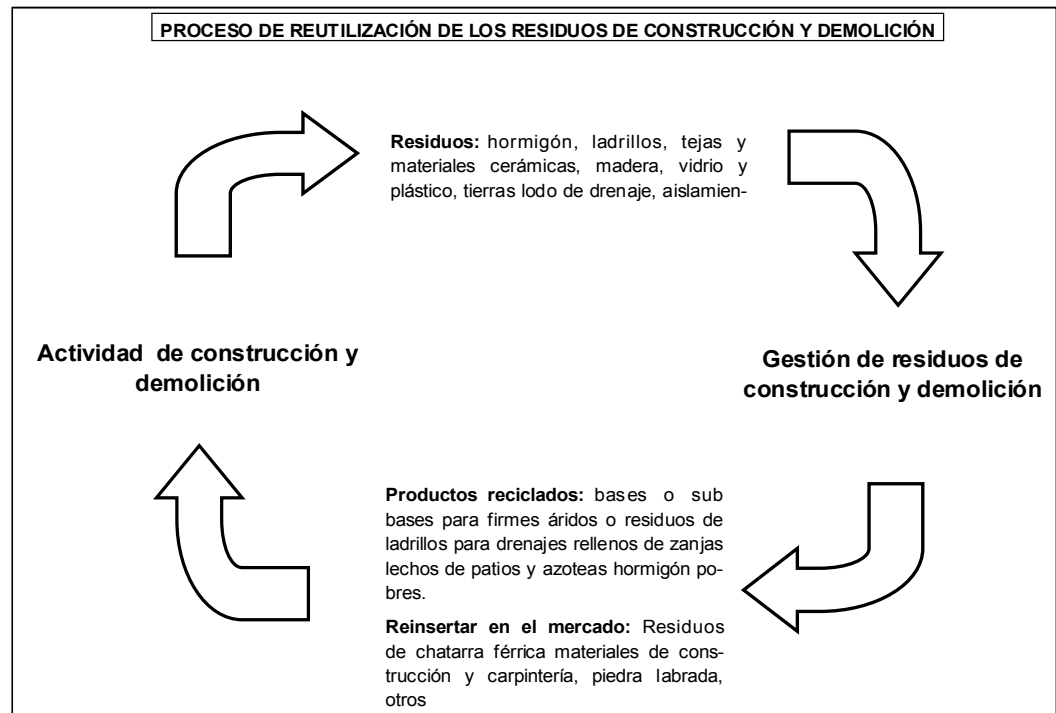 PROCESO DE REUTILIZACIÓN DE LOS RESIDUOS DE CONSTRUCCIÓN Y DEMOLICIÓN
Residuos: hormigón, ladrillos, tejas y
materiales cerámicas, madera, vidrio y
plástico, tierras lodo de drenaje, aislamien-
Actividad de construcción y
demolición
Gestión de residuos de
construcción y demolición
Productos reciclados: bases o sub
bases para firmes áridos o residuos de
ladrillos para drenajes rellenos de zanjas
lechos de patios y azoteas hormigón po-
bres.
Reinsertar en el mercado: Residuos
de chatarra férrica materiales de cons-
trucción y carpintería, piedra labrada,
otros